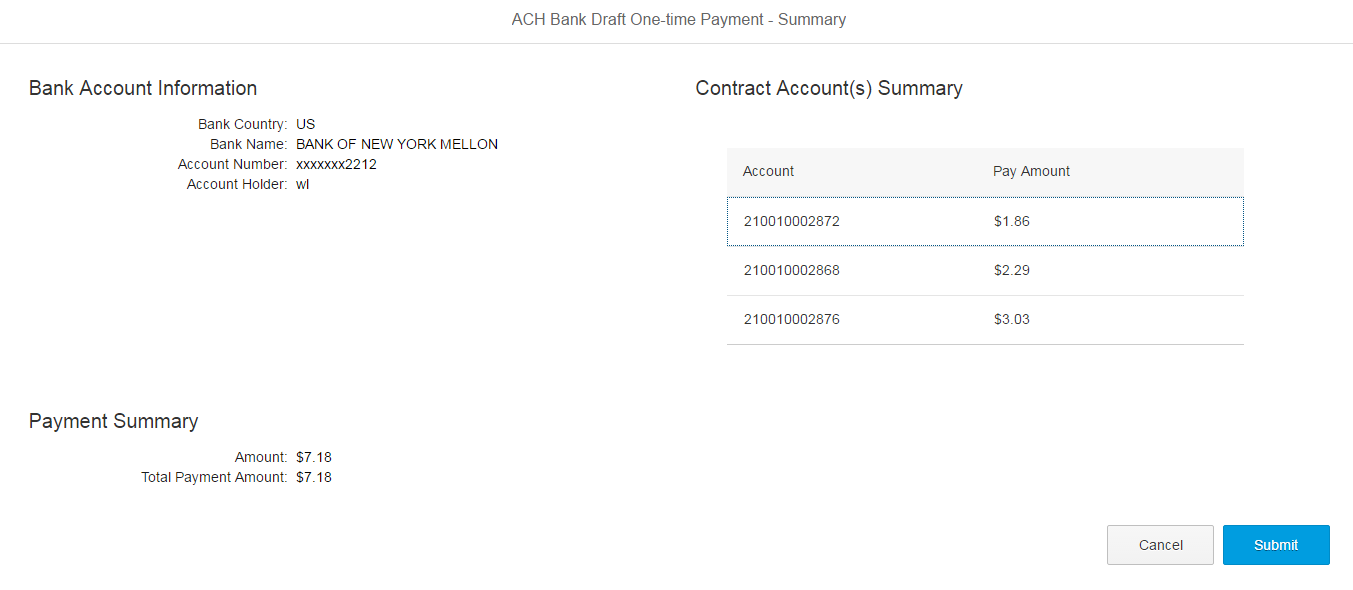 ACH Bank Draft One-time Payment - Summary
Bank Account Information
Bank Country: US
Bank Name: BANK OF NEW YORK MELLON
Account Number: xxxxxxx2212
Account Holder: wl
Contract Account(s) Summary
Account Pay Amount
210010002872 $1.86
210010002868 $2.29
210010002876 $3.03
Payment Summary
Amount: $7.18
Total Payment Amount: $7.18
Cancel Submit